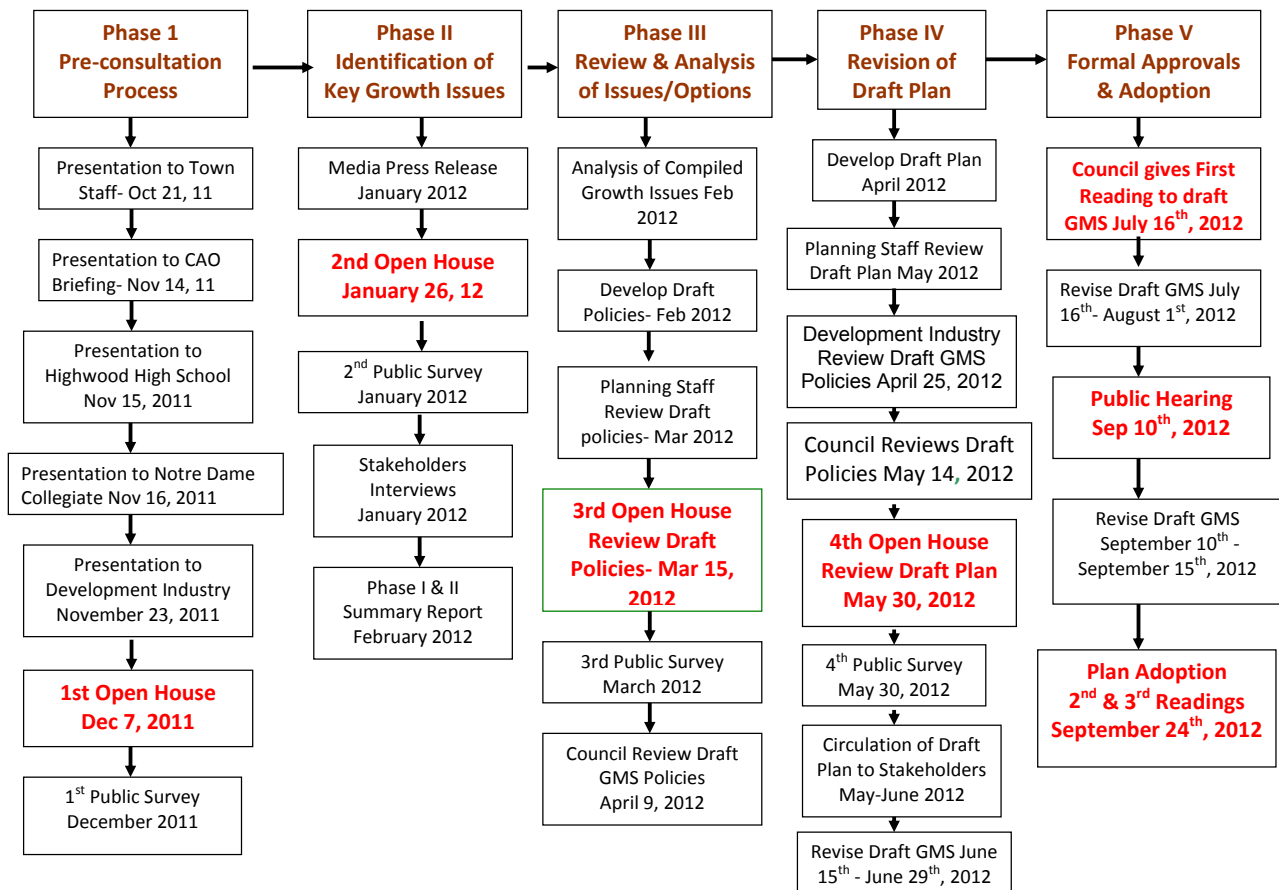 Phase 1
Pre-consultation
Process
Presentation to Town
Staff- Oct 21, 11
Presentation to CAO
Briefing- Nov 14, 11
Presentation to
Highwood High School
Nov 15, 2011
Presentation to Notre Dame
Collegiate Nov 16, 2011
Presentation to
Development Industry
November 23, 2011
1st Open House
Dec 7, 2011
1st Public Survey
December 2011
Phase II
Identification of
Key Growth Issues
Media Press Release
January 2012
2nd Open House
January 26, 12
2nd Public Survey
January 2012
Stakeholders
Interviews
January 2012
Phase I & II
Summary Report
February 2012
Phase III
Review & Analysis
of Issues/Options
Analysis of Compiled
Growth Issues Feb
2012
Develop Draft
Policies- Feb 2012
Planning Staff
Review Draft
policies- Mar 2012
3rd Open House
Review Draft
Policies- Mar 15,
2012
3rd Public Survey
March 2012
Council Review Draft
GMS Policies
April 9, 2012
Phase IV
Revision of
Draft Plan
Develop Draft Plan
April 2012
Planning Staff Review
Draft Plan May 2012
Development Industry
Review Draft GMS
Policies April 25, 2012
Council Reviews Draft
Policies May 14, 2012
4th Open House
Review Draft Plan
May 30, 2012
4th Public Survey
May 30, 2012
Circulation of Draft
Plan to Stakeholders
May-June 2012
Revise Draft GMS June
15th - June 29th, 2012
Phase V
Formal Approvals
& Adoption
Council gives First
Reading to draft
GMS July 16th, 2012
Revise Draft GMS July
16th- August 1st, 2012
Public Hearing
Sep 10th, 2012
Revise Draft GMS
September 10th -
September 15th, 2012
Plan Adoption
2nd & 3rd Readings
September 24th, 2012